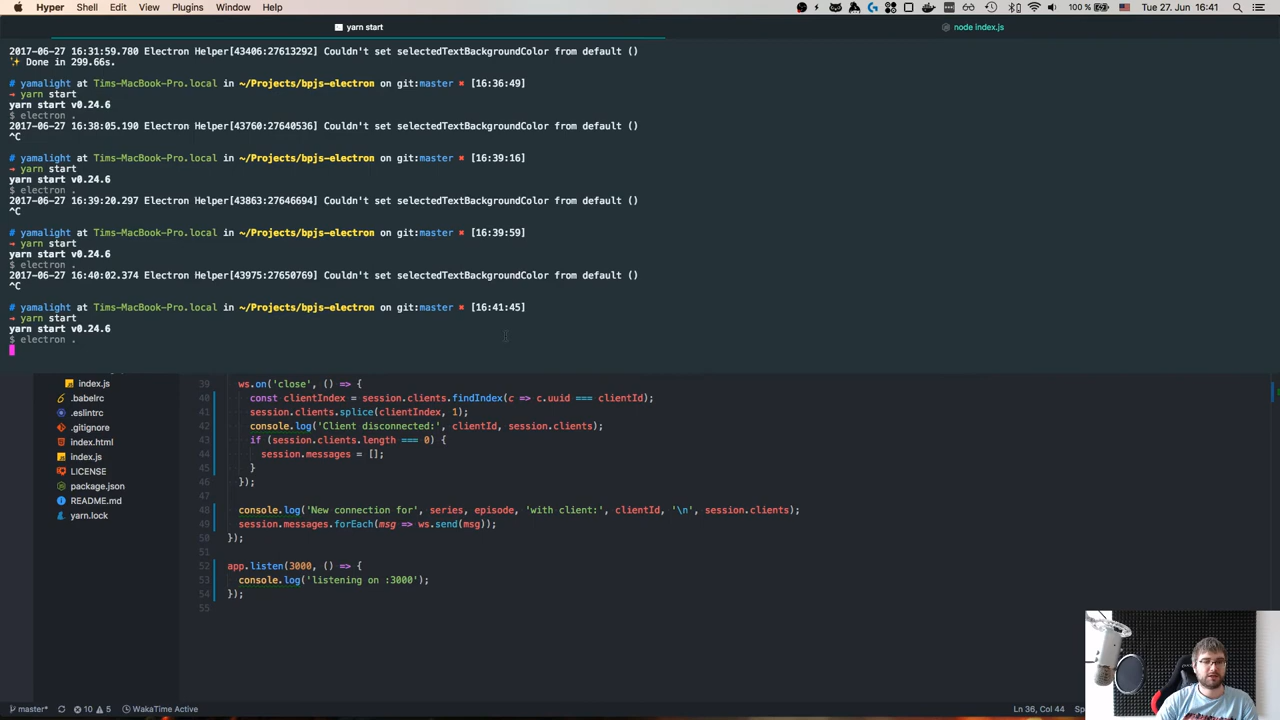 Hyper Shell Edit View Plugins Window Help
100 % Tue 27. Jun 16:41
yarn start
node index.js
2017-06-27 16:31:59.780 Electron Helper[43406:27613292] Couldn't set selectedTextBackgroundColor from default ()
✨ Done in 299.66s.
# yamalight at Tims-MacBook-Pro.local in ~/Projects/bpjs-electron on git:master ✖ [16:36:49]
→ yarn start
yarn start v0.24.6
$ electron .
2017-06-27 16:38:05.190 Electron Helper[43760:27640536] Couldn't set selectedTextBackgroundColor from default ()
^C
# yamalight at Tims-MacBook-Pro.local in ~/Projects/bpjs-electron on git:master ✖ [16:39:16]
→ yarn start
yarn start v0.24.6
$ electron .
2017-06-27 16:39:20.297 Electron Helper[43863:27646694] Couldn't set selectedTextBackgroundColor from default ()
^C
# yamalight at Tims-MacBook-Pro.local in ~/Projects/bpjs-electron on git:master ✖ [16:39:59]
→ yarn start
yarn start v0.24.6
$ electron .
2017-06-27 16:40:02.374 Electron Helper[43975:27650769] Couldn't set selectedTextBackgroundColor from default ()
^C
# yamalight at Tims-MacBook-Pro.local in ~/Projects/bpjs-electron on git:master ✖ [16:41:45]
→ yarn start
yarn start v0.24.6
$ electron .
index.js
.babelrc
.eslintrc
.gitignore
index.html
index.js
LICENSE
package.json
README.md
yarn.lock
39 ws.on('close', () => {
40 const clientIndex = session.clients.findIndex(c => c.uuid === clientId);
41 session.clients.splice(clientIndex, 1);
42 console.log('Client disconnected:', clientId, session.clients);
43 if (session.clients.length === 0) {
44 session.messages = [];
45 }
46 });
47
48 console.log('New connection for', series, episode, 'with client:', clientId, '\n', session.clients);
49 session.messages.forEach(msg => ws.send(msg));
50 });
51
52 app.listen(3000, () => {
53 console.log('listening on :3000');
54 });
55
master* 10 5 WakaTime Active
Ln 36, Col 44